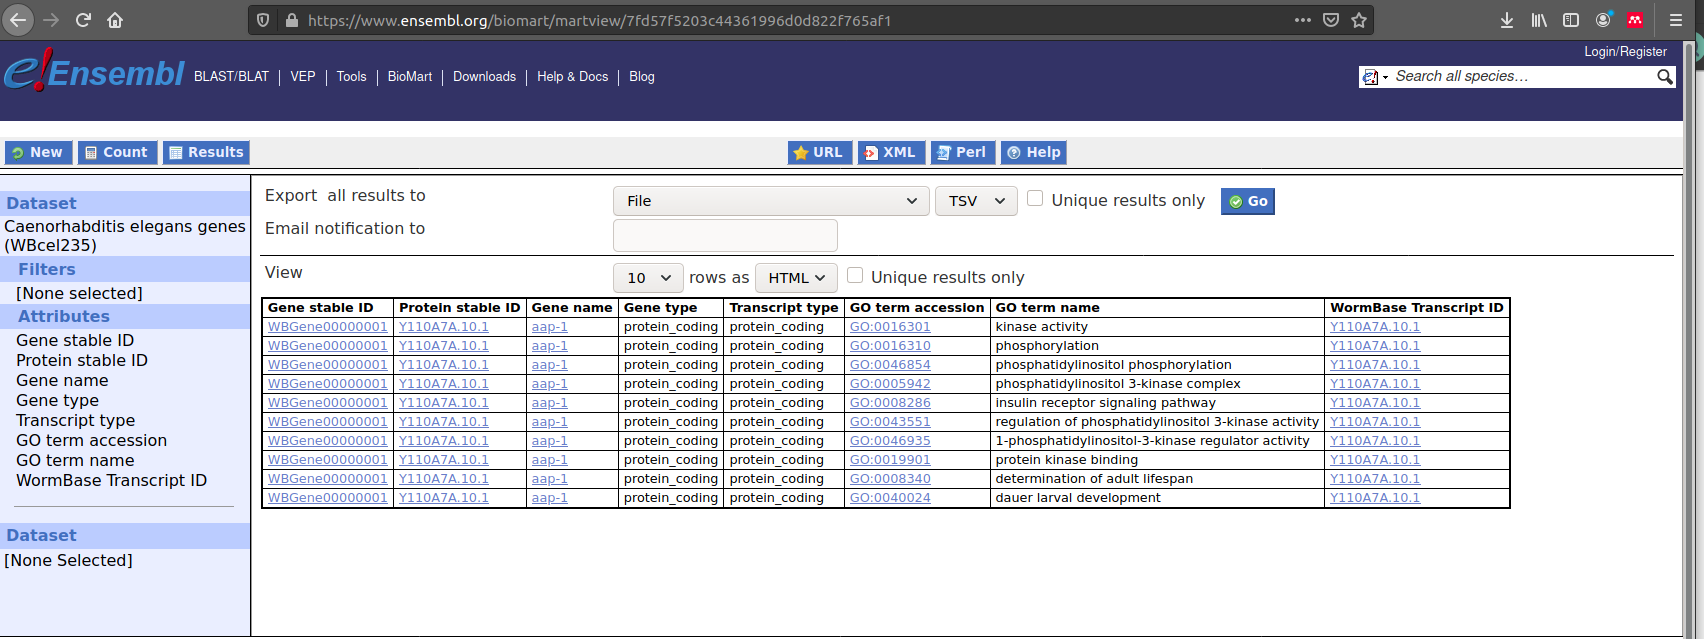 https://www.ensembl.org/biomart/martview/7fd57f5203c44361996d0d822f765af1
Login/Register
e!Ensembl BLAST/BLAT | VEP | Tools | BioMart | Downloads | Help & Docs | Blog
e! Search all species…
New Count Results URL XML Perl Help
Dataset
Caenorhabditis elegans genes
(WBcel235)
Filters
[None selected]
Attributes
Gene stable ID
Protein stable ID
Gene name
Gene type
Transcript type
GO term accession
GO term name
WormBase Transcript ID
Dataset
[None Selected]
Export all results to File TSV Unique results only Go
Email notification to
View 10 rows as HTML Unique results only
Gene stable ID Protein stable ID Gene name Gene type Transcript type GO term accession GO term name WormBase Transcript ID
WBGene00000001 Y110A7A.10.1 aap-1 protein_coding protein_coding GO:0016301 kinase activity Y110A7A.10.1
WBGene00000001 Y110A7A.10.1 aap-1 protein_coding protein_coding GO:0016310 phosphorylation Y110A7A.10.1
WBGene00000001 Y110A7A.10.1 aap-1 protein_coding protein_coding GO:0046854 phosphatidylinositol phosphorylation Y110A7A.10.1
WBGene00000001 Y110A7A.10.1 aap-1 protein_coding protein_coding GO:0005942 phosphatidylinositol 3-kinase complex Y110A7A.10.1
WBGene00000001 Y110A7A.10.1 aap-1 protein_coding protein_coding GO:0008286 insulin receptor signaling pathway Y110A7A.10.1
WBGene00000001 Y110A7A.10.1 aap-1 protein_coding protein_coding GO:0043551 regulation of phosphatidylinositol 3-kinase activity Y110A7A.10.1
WBGene00000001 Y110A7A.10.1 aap-1 protein_coding protein_coding GO:0046935 1-phosphatidylinositol-3-kinase regulator activity Y110A7A.10.1
WBGene00000001 Y110A7A.10.1 aap-1 protein_coding protein_coding GO:0019901 protein kinase binding Y110A7A.10.1
WBGene00000001 Y110A7A.10.1 aap-1 protein_coding protein_coding GO:0008340 determination of adult lifespan Y110A7A.10.1
WBGene00000001 Y110A7A.10.1 aap-1 protein_coding protein_coding GO:0040024 dauer larval development Y110A7A.10.1